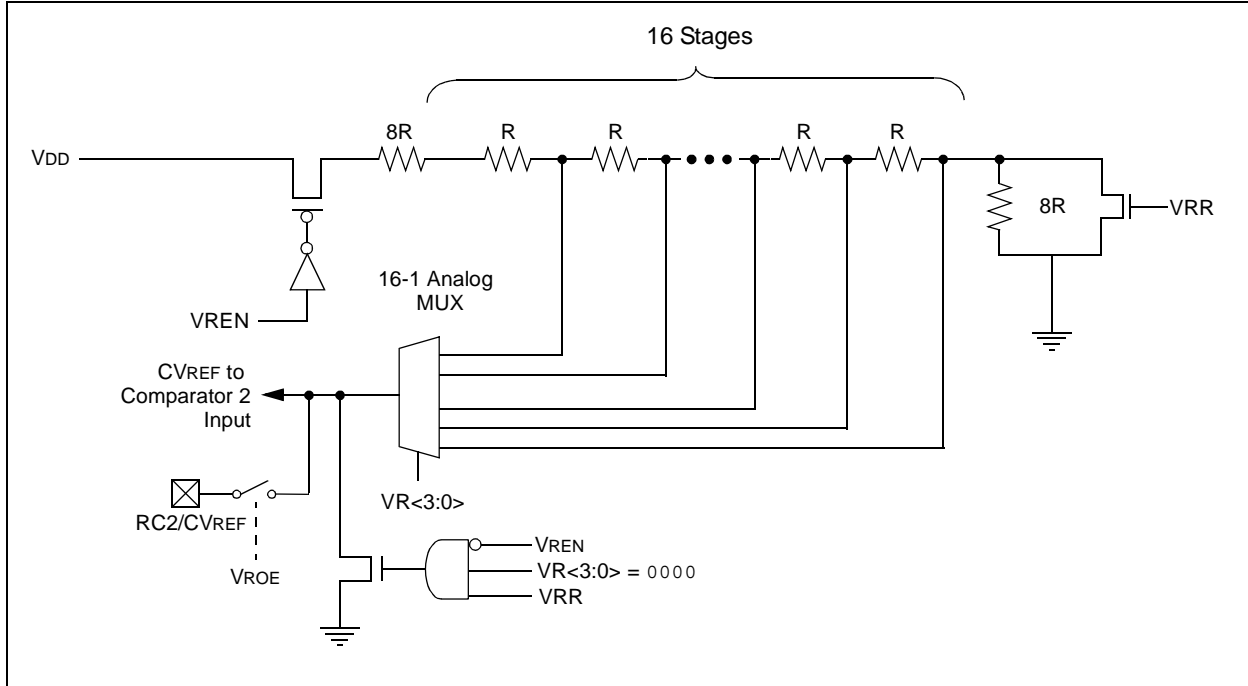 16 Stages
8R
R
R
R
R
VDD
8R
VRR
16-1 Analog
MUX
VREN
CVREF to
Comparator 2
Input
VR<3:0>
RC2/CVREF
VROE
VREN
VR<3:0> = 0000
VRR